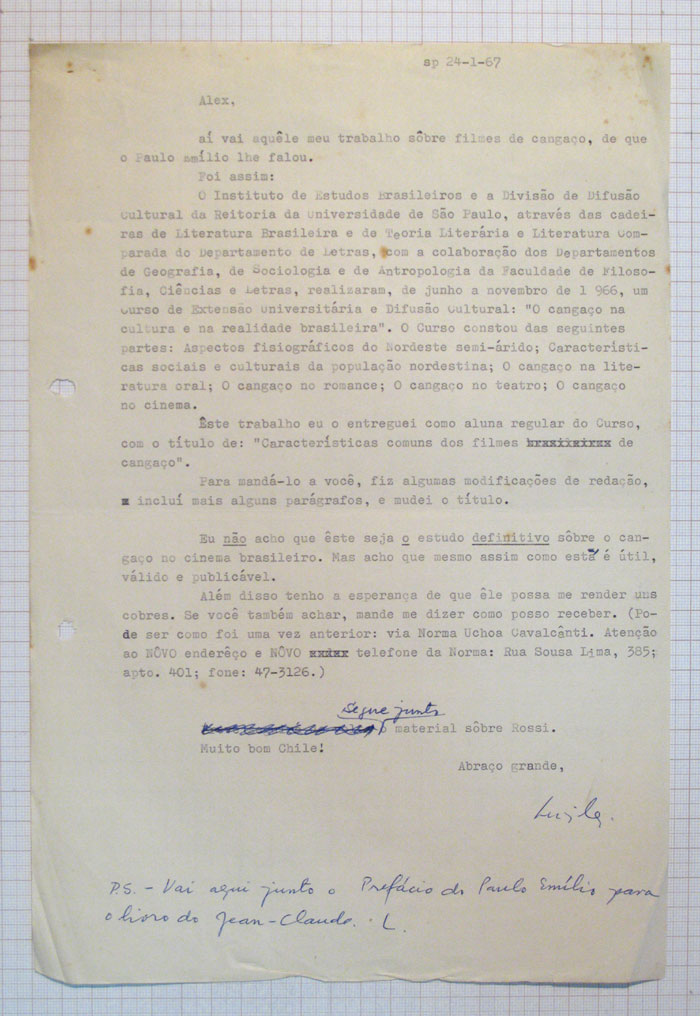 sp 24-1-67
Alex,
aí vai aquêle meu trabalho sôbre filmes de cangaço, de que
o Paulo emílio lhe falou.
Foi assim:
O Instituto de Estudos Brasileiros e a Divisão de Difusão
Cultural da Reitoria da Universidade de São Paulo, através das cadei-
ras de Literatura Brasileira e de Teoria Literária e Literatura Com-
parada do Departamento de Letras, com a colaboração dos Departamentos
de Geografia, de Sociologia e de Antropologia da Faculdade de Filoso-
fia, Ciências e Letras, realizaram, de junho a novembro de 1 966, um
Curso de Extensão Universitária e Difusão Cultural: "O cangaço na
cultura e na realidade brasileira". O Curso constou das seguintes
partes: Aspectos fisiográficos do Nordeste semi-árido; Característi-
cas sociais e culturais da população nordestina; O cangaço na lite-
ratura oral; O cangaço no romance; O cangaço no teatro; O cangaço
no cinema.
Êste trabalho eu o entreguei como aluna regular do Curso,
com o título de: "Características comuns dos filmes de
cangaço".
Para mandá-lo a você, fiz algumas modificações de redação,
incluí mais alguns parágrafos, e mudei o título.
Eu não acho que êste seja o estudo definitivo sôbre o can-
gaço no cinema brasileiro. Mas acho que mesmo assim como está é útil,
válido e publicável.
Além disso tenho a esperança de que êle possa me render uns
cobres. Se você também achar, mande me dizer como posso receber. (Po-
de ser como foi uma vez anterior: via Norma Uchoa Cavalcânti. Atenção
ao NÔVO enderêço e NÔVO telefone da Norma: Rua Sousa Lima, 385;
apto. 401; fone: 47-3126.)
Segue junto
o material sôbre Rossi.
Muito bom Chile!
Abraço grande,
Lucila.
P.S. - Vai aqui junto o Prefácio do Paulo Emílio para
o livro do Jean-Claude. L.